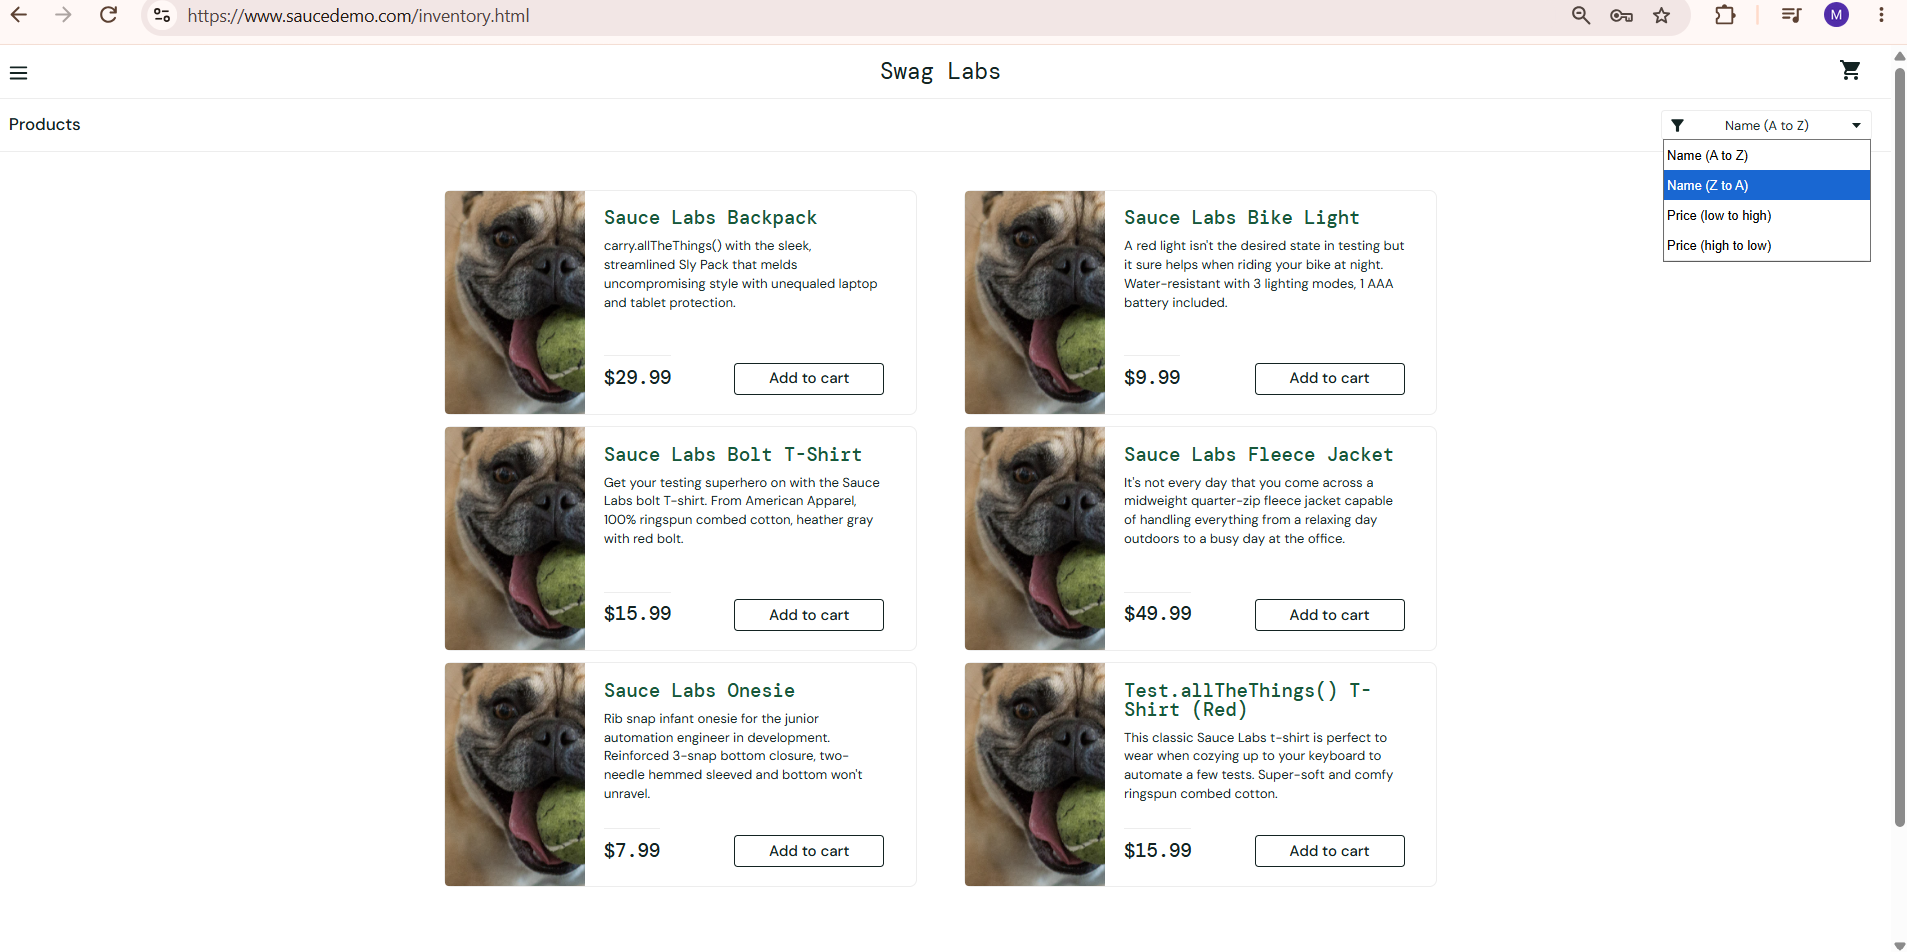 https://www.saucedemo.com/inventory.html
M
Swag Labs
Products
Name (A to Z)
Name (A to Z)
Name (Z to A)
Price (low to high)
Price (high to low)
Sauce Labs Backpack
carry.allTheThings() with the sleek,
streamlined Sly Pack that melds
uncompromising style with unequaled laptop
and tablet protection.
$29.99
Add to cart
Sauce Labs Bike Light
A red light isn't the desired state in testing but
it sure helps when riding your bike at night.
Water-resistant with 3 lighting modes, 1 AAA
battery included.
$9.99
Add to cart
Sauce Labs Bolt T-Shirt
Get your testing superhero on with the Sauce
Labs bolt T-shirt. From American Apparel,
100% ringspun combed cotton, heather gray
with red bolt.
$15.99
Add to cart
Sauce Labs Fleece Jacket
It's not every day that you come across a
midweight quarter-zip fleece jacket capable
of handling everything from a relaxing day
outdoors to a busy day at the office.
$49.99
Add to cart
Sauce Labs Onesie
Rib snap infant onesie for the junior
automation engineer in development.
Reinforced 3-snap bottom closure, two-
needle hemmed sleeved and bottom won't
unravel.
$7.99
Add to cart
Test.allTheThings() T-
Shirt (Red)
This classic Sauce Labs t-shirt is perfect to
wear when cozying up to your keyboard to
automate a few tests. Super-soft and comfy
ringspun combed cotton.
$15.99
Add to cart